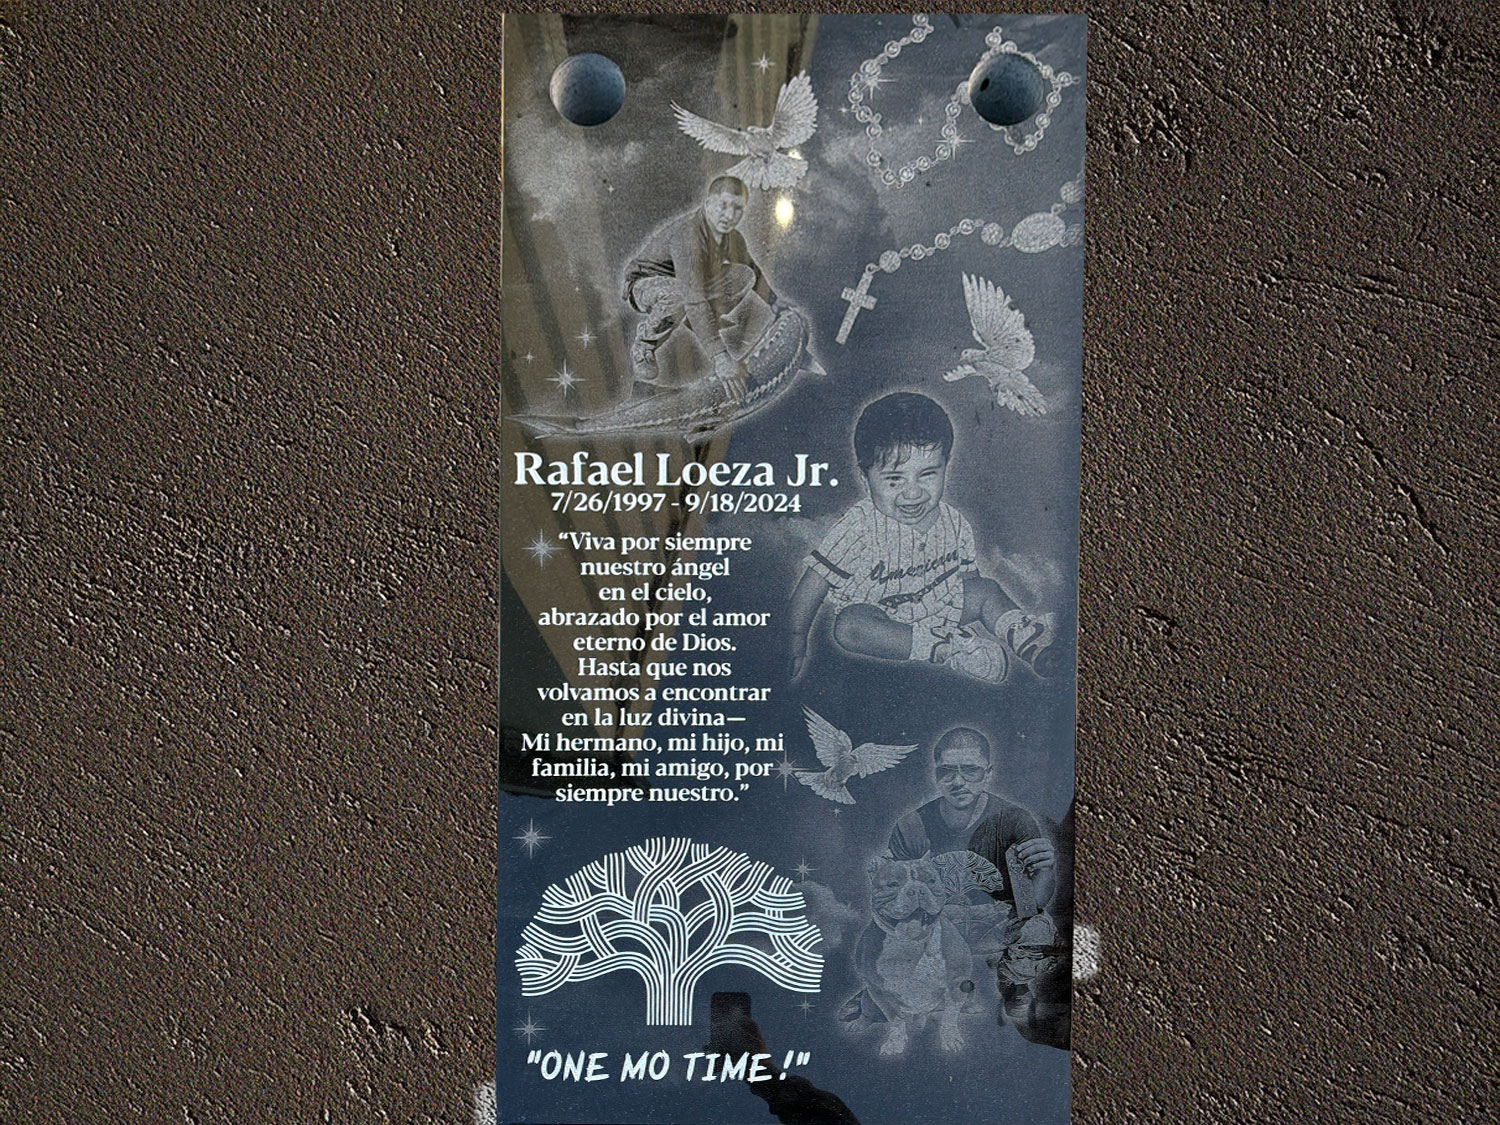 Rafael Loeza Jr.
7/26/1997 - 9/18/2024
“Viva por siempre
nuestro ángel
en el cielo,
abrazado por el amor
eterno de Dios.
Hasta que nos
volvamos a encontrar
en la luz divina—
Mi hermano, mi hijo, mi
familia, mi amigo, por
siempre nuestro.”
American
"ONE MO TIME!"